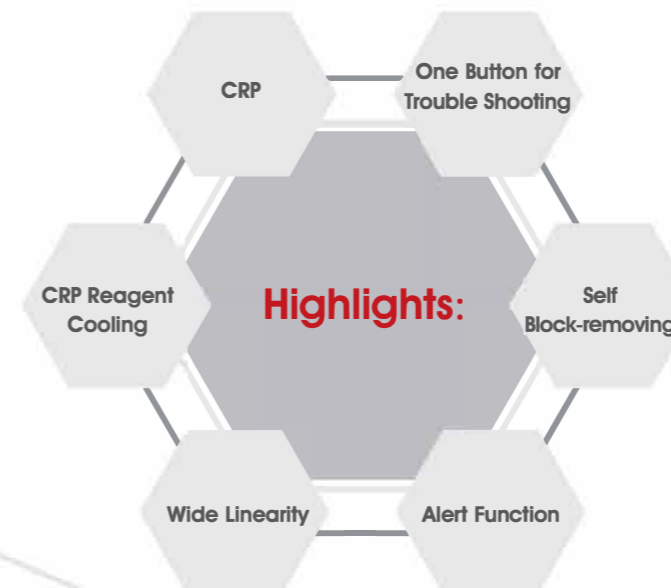 CRP
One Button for
Trouble Shooting
CRP Reagent
Cooling
Highlights:
Self
Block-removing
Wide Linearity
Alert Function